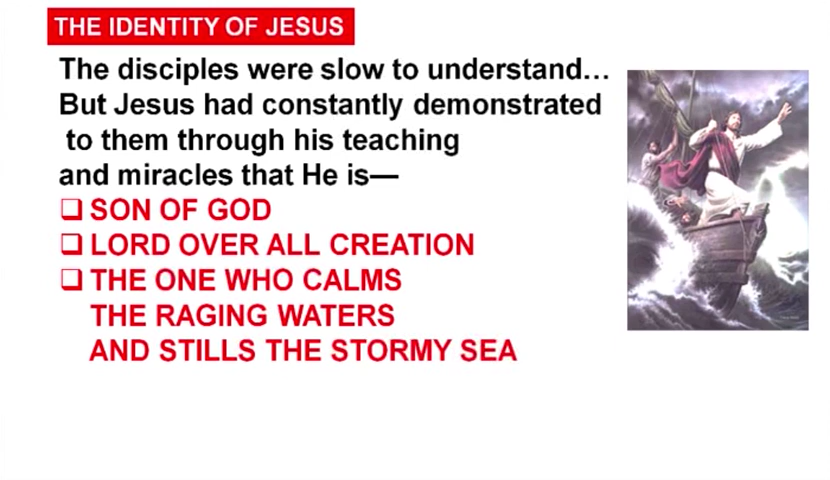 THE IDENTITY OF JESUS
The disciples were slow to understand...
But Jesus had constantly demonstrated
to them through his teaching
and miracles that He is—
❑ SON OF GOD
❑ LORD OVER ALL CREATION
❑ THE ONE WHO CALMS
THE RAGING WATERS
AND STILLS THE STORMY SEA